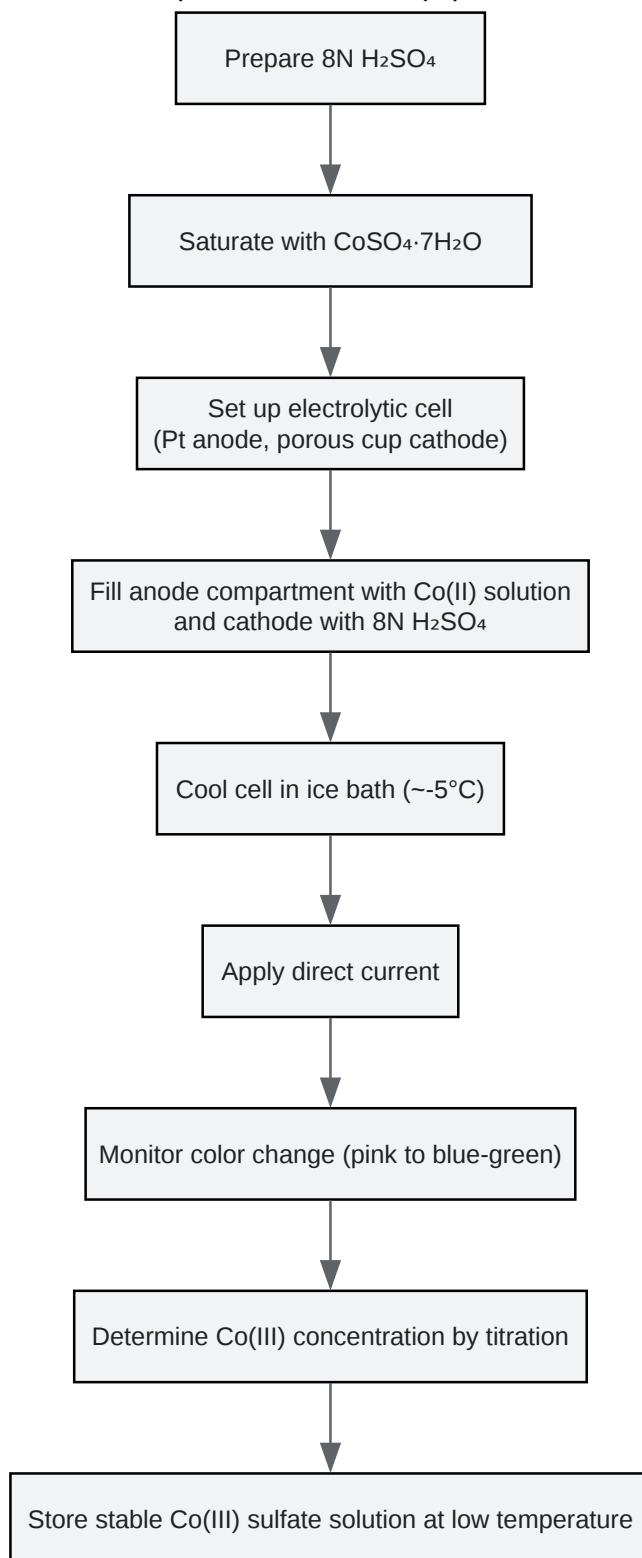 Prepare 8N H₂SO₄
Saturate with CoSO₄·7H₂O
Set up electrolytic cell
(Pt anode, porous cup cathode)
Fill anode compartment with Co(II) solution
and cathode with 8N H₂SO₄
Cool cell in ice bath (~-5°C)
Apply direct current
Monitor color change (pink to blue-green)
Determine Co(III) concentration by titration
Store stable Co(III) sulfate solution at low temperature